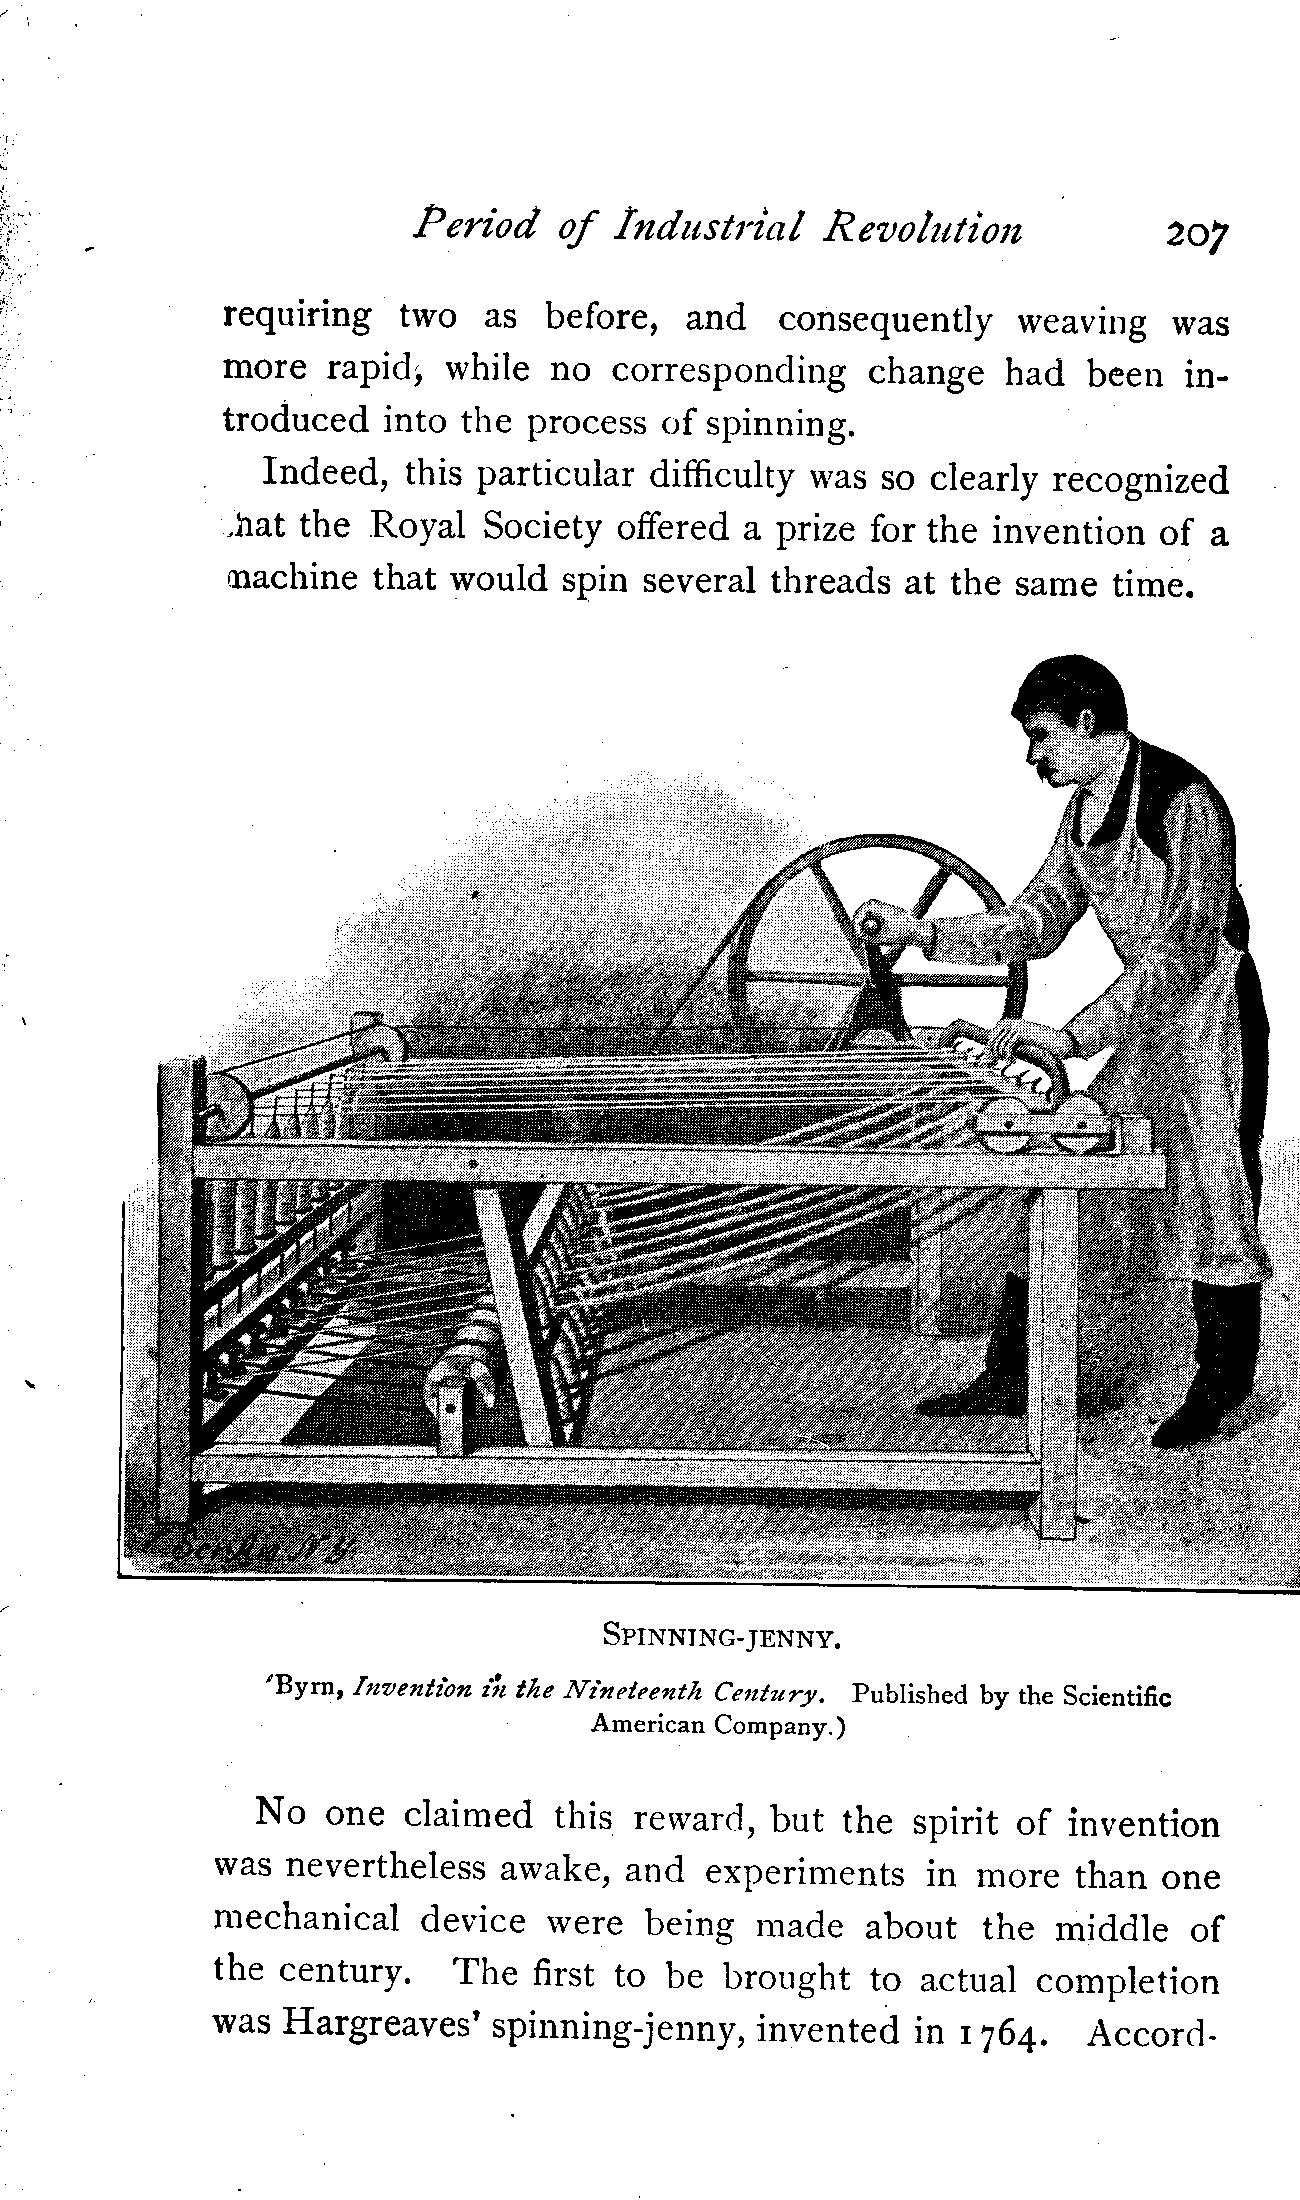 Period of Industrial Revolution 207
requiring two as before, and consequently weaving was
more rapid, while no corresponding change had been in-
troduced into the process of spinning.
Indeed, this particular difficulty was so clearly recognized
hat the Royal Society offered a prize for the invention of a
machine that would spin several threads at the same time.
SPINNING-JENNY.
'Byrn, Invention in the Nineteenth Century. Published by the Scientific
American Company.)
No one claimed this reward, but the spirit of invention
was nevertheless awake, and experiments in more than one
mechanical device were being made about the middle of
the century. The first to be brought to actual completion
was Hargreaves' spinning-jenny, invented in 1764. Accord-